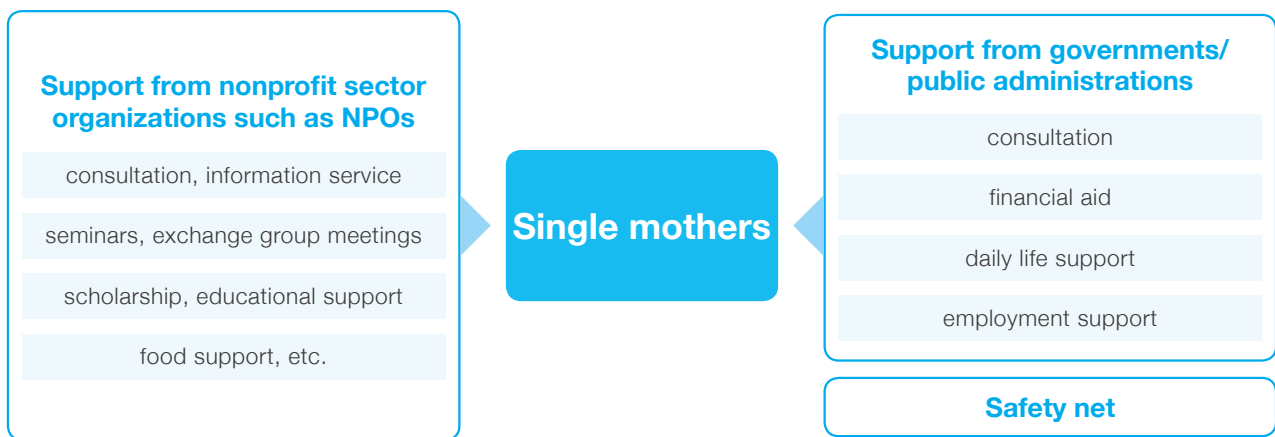 Support from nonprofit sector
organizations such as NPOs
consultation, information service
seminars, exchange group meetings
scholarship, educational support
food support, etc.
Single mothers
Support from governments/
public administrations
consultation
financial aid
daily life support
employment support
Safety net